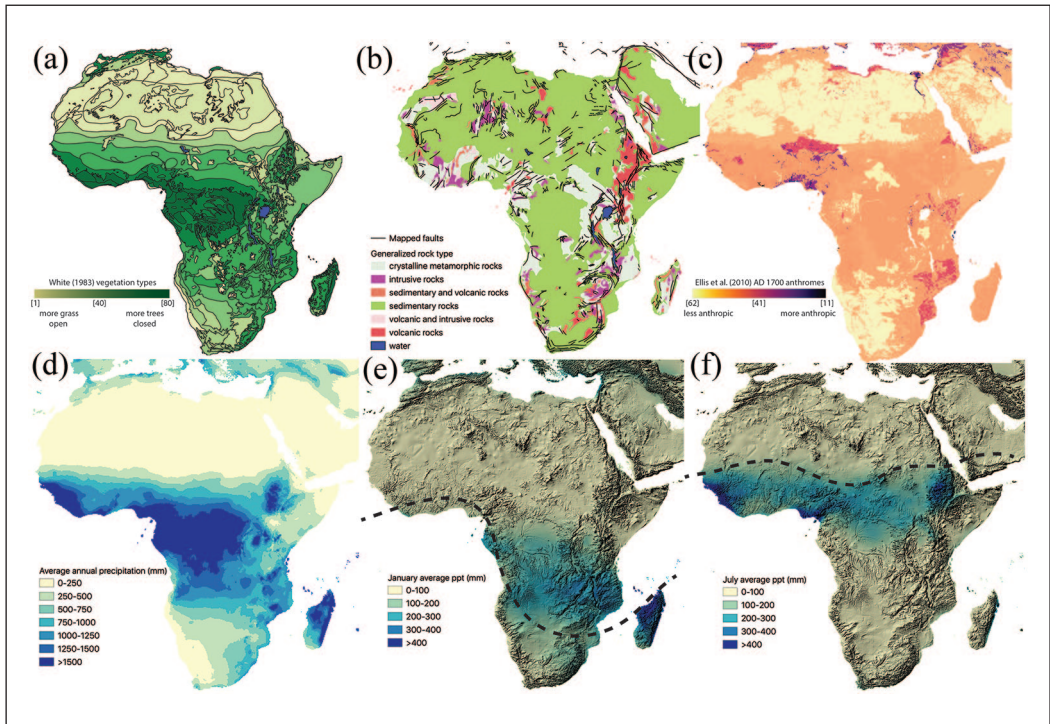 (a)
White (1983) vegetation types
[1] [40] [80]
more grass more trees
open closed
(b)
Mapped faults
Generalized rock type
crystalline metamorphic rocks
intrusive rocks
sedimentary and volcanic rocks
sedimentary rocks
volcanic and intrusive rocks
volcanic rocks
water
(c)
Ellis et al. (2010) AD 1700 anthromes
[62] [41] [11]
less anthropic more anthropic
(d)
Average annual precipitation (mm)
0-250
250-500
500-750
750-1000
1000-1250
1250-1500
>1500
(e)
January average ppt (mm)
0-100
100-200
200-300
300-400
>400
(f)
July average ppt (mm)
0-100
100-200
200-300
300-400
>400